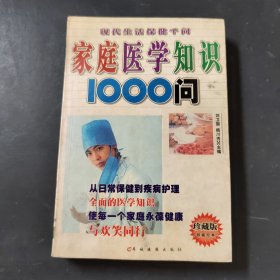 现代生活保健千问
家庭医学知识
1000问
从日常保健到疾病护理
全面的医学知识
使每一个家庭永葆健康
与欢笑同行
珍藏版